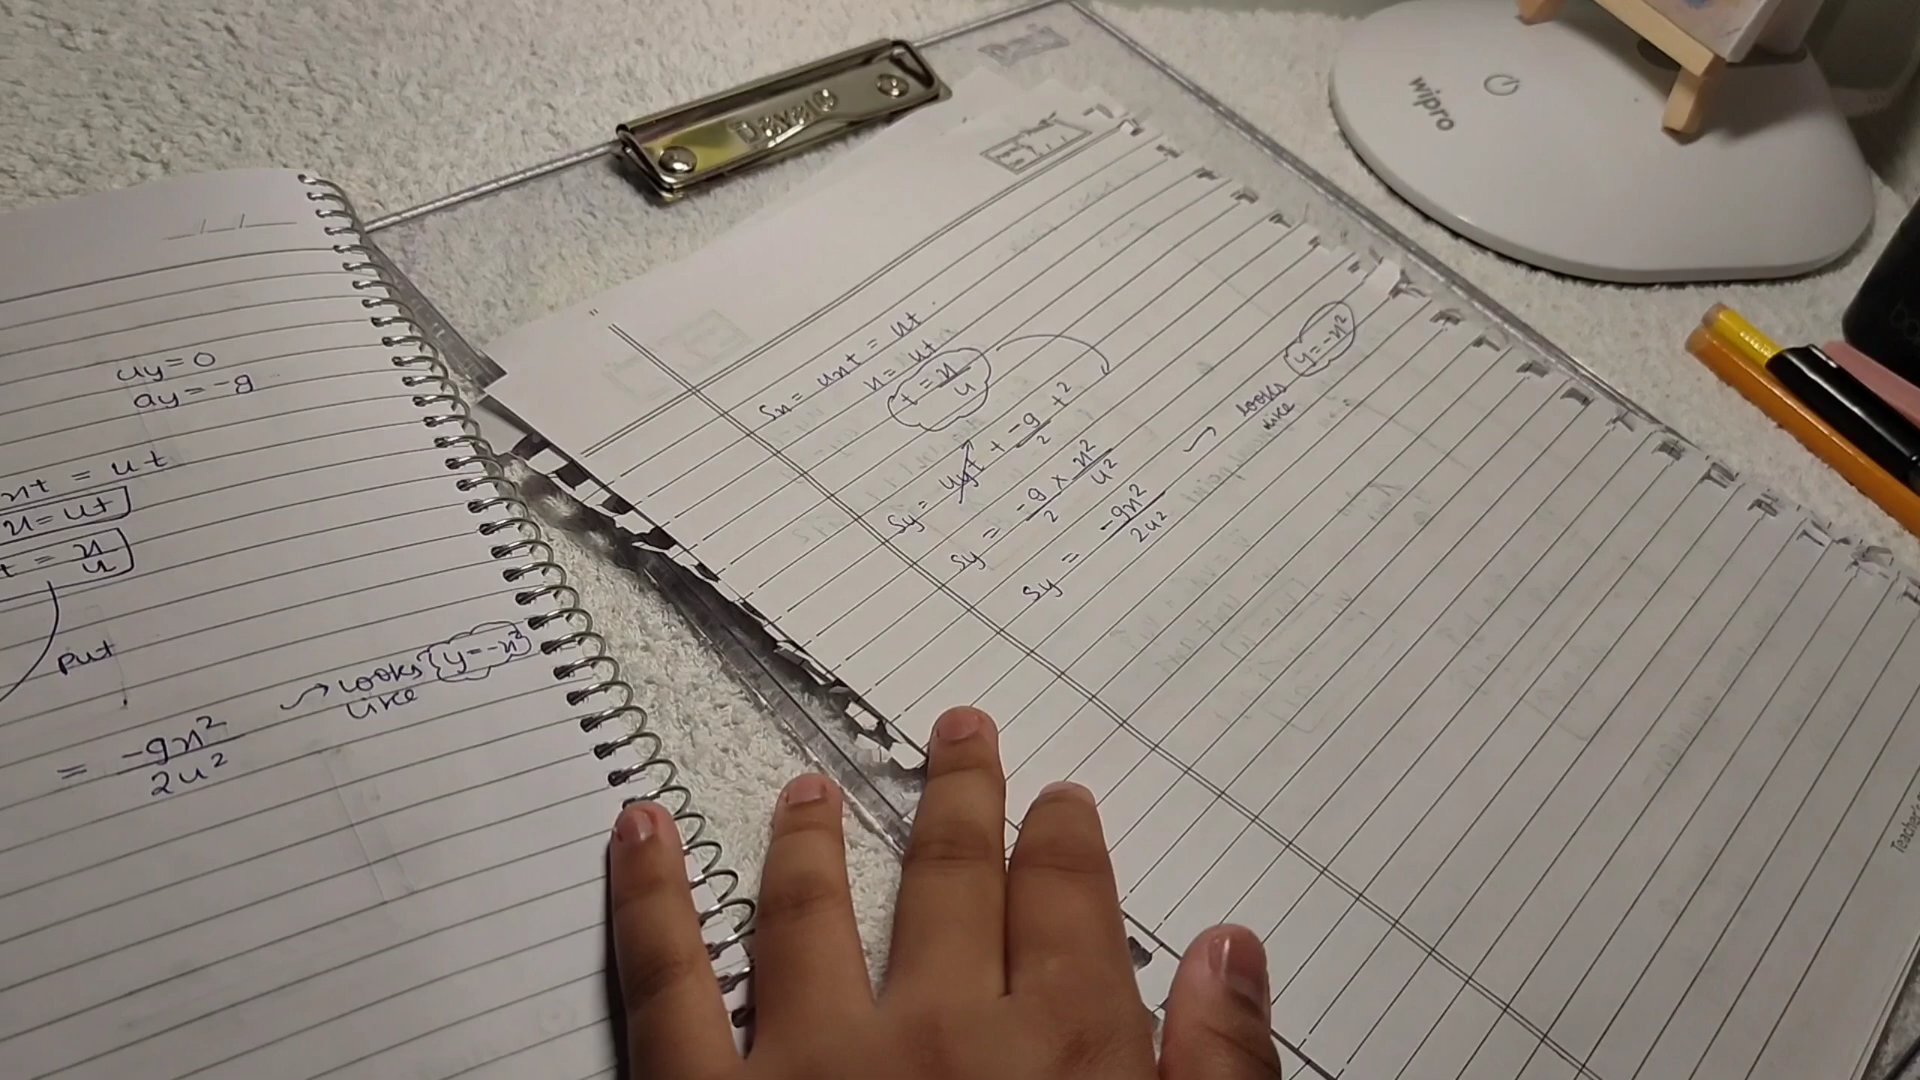 uy = 0
ay = -g
xt = ut
x = ut
t = x/u
put
= -gx²/2u² → looks like y = -x²
Sx = uxt = ut
x = ut
t = x/u
Sy = uyt + -g/2 t²
Sy = -g/2 × x²/u² → looks like y = -x²
Sy = -gx²/2u²
wipro
Teacher's